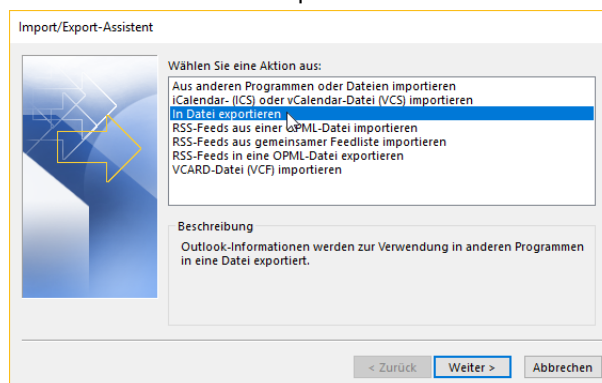 Import/Export-Assistent
Wählen Sie eine Aktion aus:
Aus anderen Programmen oder Dateien importieren
iCalendar- (ICS) oder vCalendar-Datei (VCS) importieren
In Datei exportieren
RSS-Feeds aus einer OPML-Datei importieren
RSS-Feeds aus gemeinsamer Feedliste importieren
RSS-Feeds in eine OPML-Datei exportieren
VCARD-Datei (VCF) importieren
Beschreibung
Outlook-Informationen werden zur Verwendung in anderen Programmen
in eine Datei exportiert.
< Zurück Weiter > Abbrechen